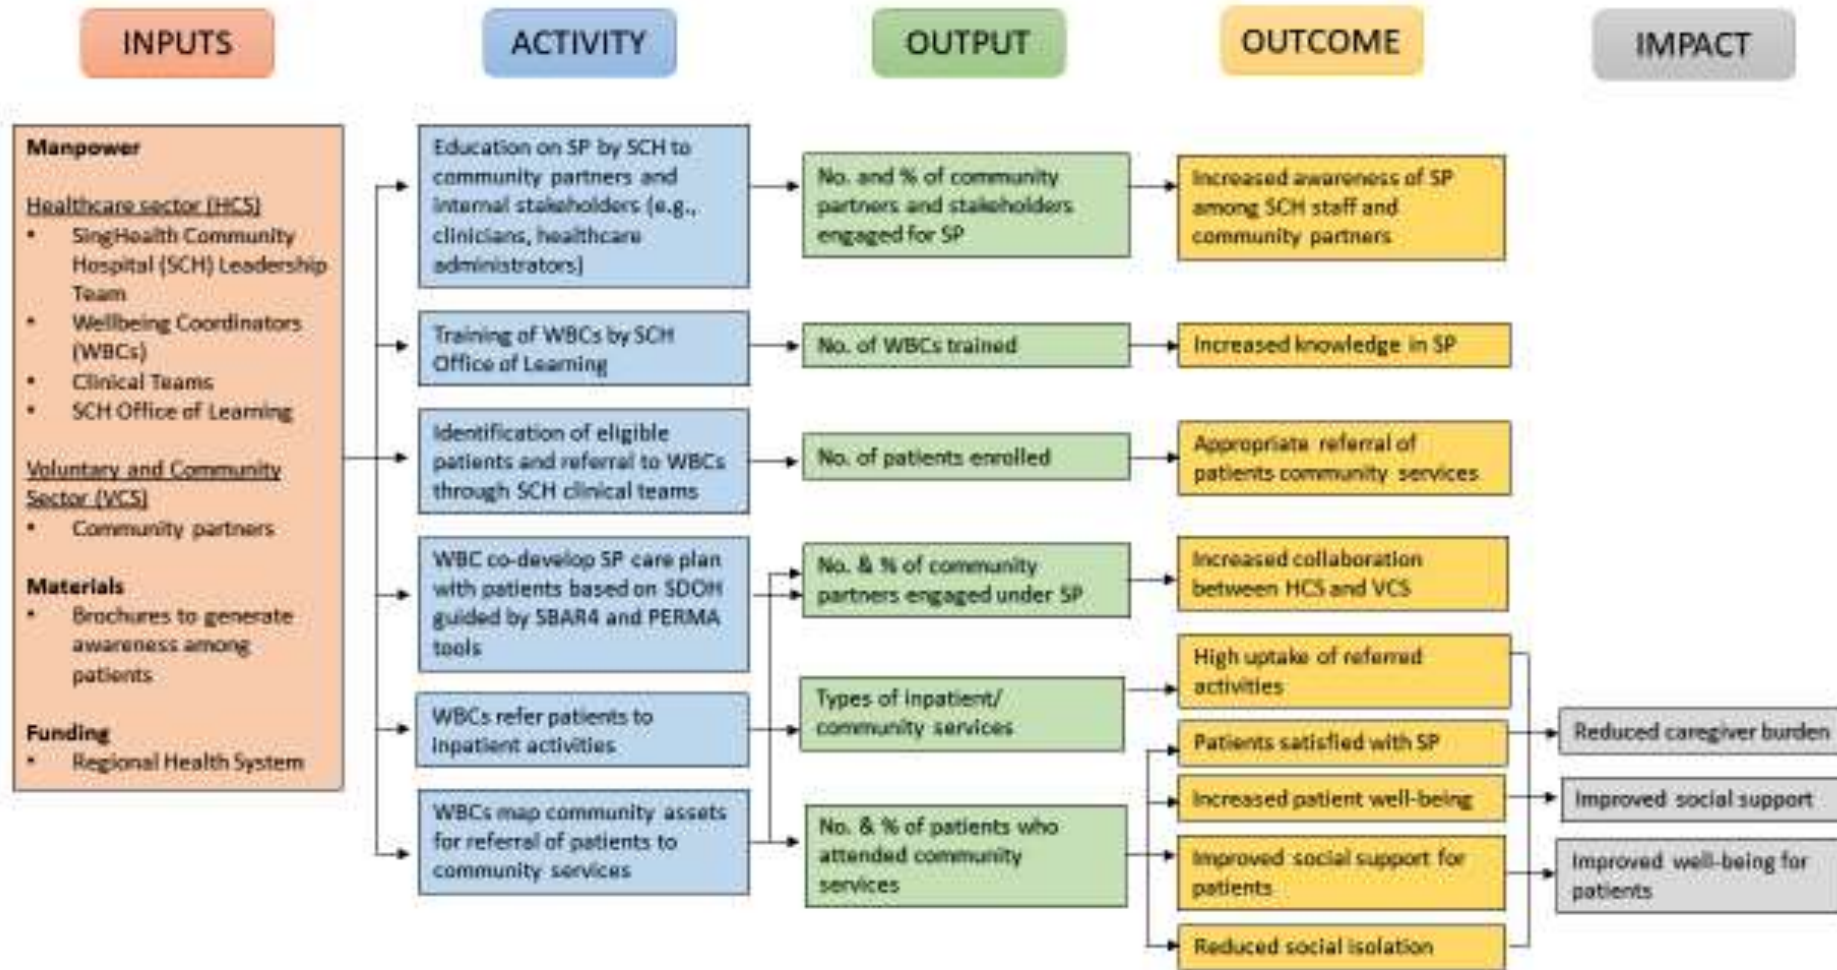 INPUTS
ACTIVITY
OUTPUT
OUTCOME
IMPACT
Manpower
Healthcare sector (HCS)
• SingHealth Community
Hospital (SCH) Leadership
Team
• Wellbeing Coordinators
(WBCs)
• Clinical Teams
• SCH Office of Learning
Voluntary and Community
Sector (VCS)
• Community partners
Materials
• Brochures to generate
awareness among
patients
Funding
• Regional Health System
Education on SP by SCH to
community partners and
internal stakeholders (e.g.,
clinicians, healthcare
administrators)
Training of WBCs by SCH
Office of Learning
Identification of eligible
patients and referral to WBCs
through SCH clinical teams
WBC co-develop SP care plan
with patients based on SDOH
guided by SBAR4 and PERMA
tools
WBCs refer patients to
inpatient activities
WBCs map community assets
for referral of patients to
community services
No. and % of community
partners and stakeholders
engaged for SP
No. of WBCs trained
No. of patients enrolled
No. & % of community
partners engaged under SP
Types of inpatient/
community services
No. & % of patients who
attended community
services
Increased awareness of SP
among SCH staff and
community partners
Increased knowledge in SP
Appropriate referral of
patients community services
Increased collaboration
between HCS and VCS
High uptake of referred
activities
Patients satisfied with SP
Increased patient well-being
Improved social support for
patients
Reduced social isolation
Reduced caregiver burden
Improved social support
Improved well-being for
patients